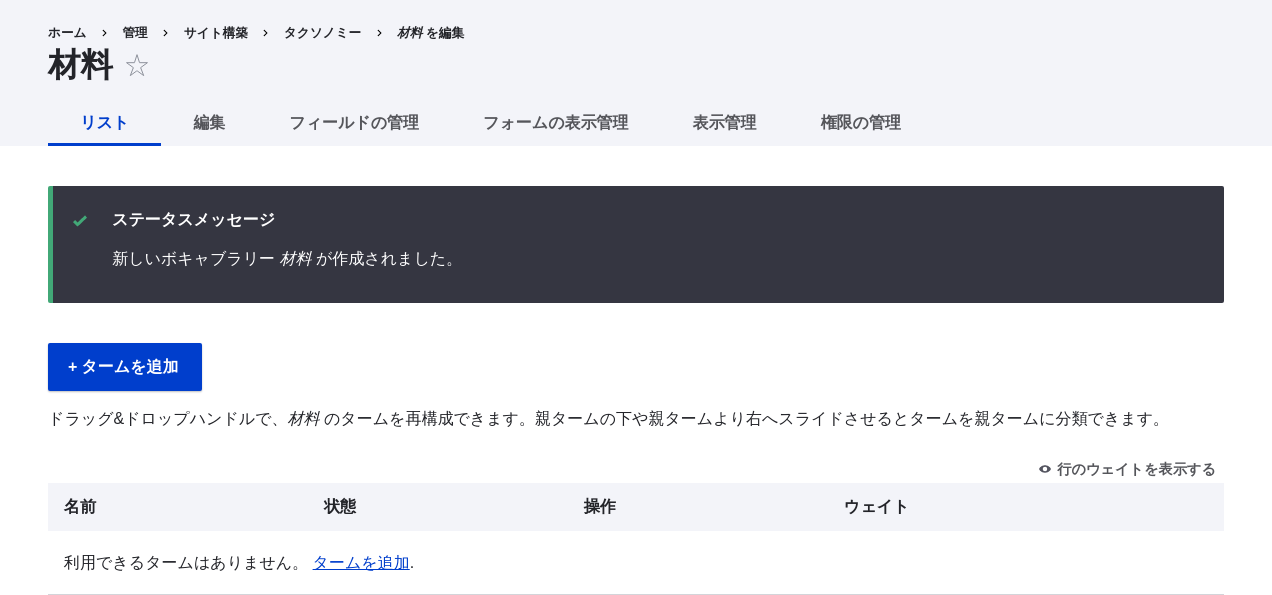 ホーム > 管理 > サイト構築 > タクソノミー > 材料 を編集
材料
リスト 編集 フィールドの管理 フォームの表示管理 表示管理 権限の管理
ステータスメッセージ
新しいボキャブラリー 材料 が作成されました。
+ タームを追加
ドラッグ&ドロップハンドルで、材料 のタームを再構成できます。親タームの下や親タームより右へスライドさせるとタームを親タームに分類できます。
行のウェイトを表示する
名前 状態 操作 ウェイト
利用できるタームはありません。 タームを追加.